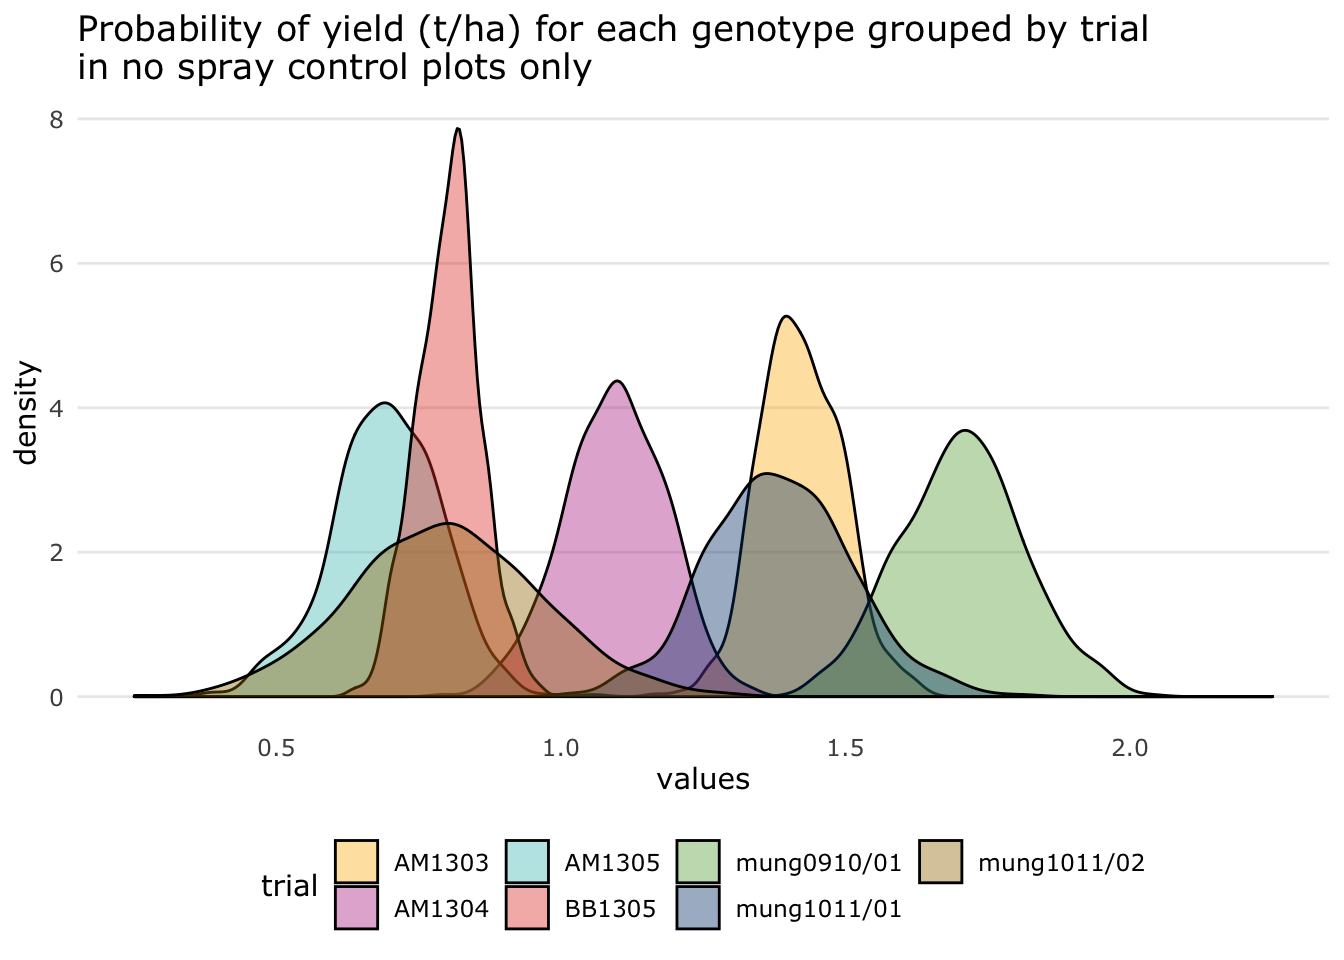 Probability of yield (t/ha) for each genotype grouped by trial
in no spray control plots only
8
6
4
2
0
density
0.5 1.0 1.5 2.0
values
trial
AM1303 AM1305 mung0910/01 mung1011/02
AM1304 BB1305 mung1011/01